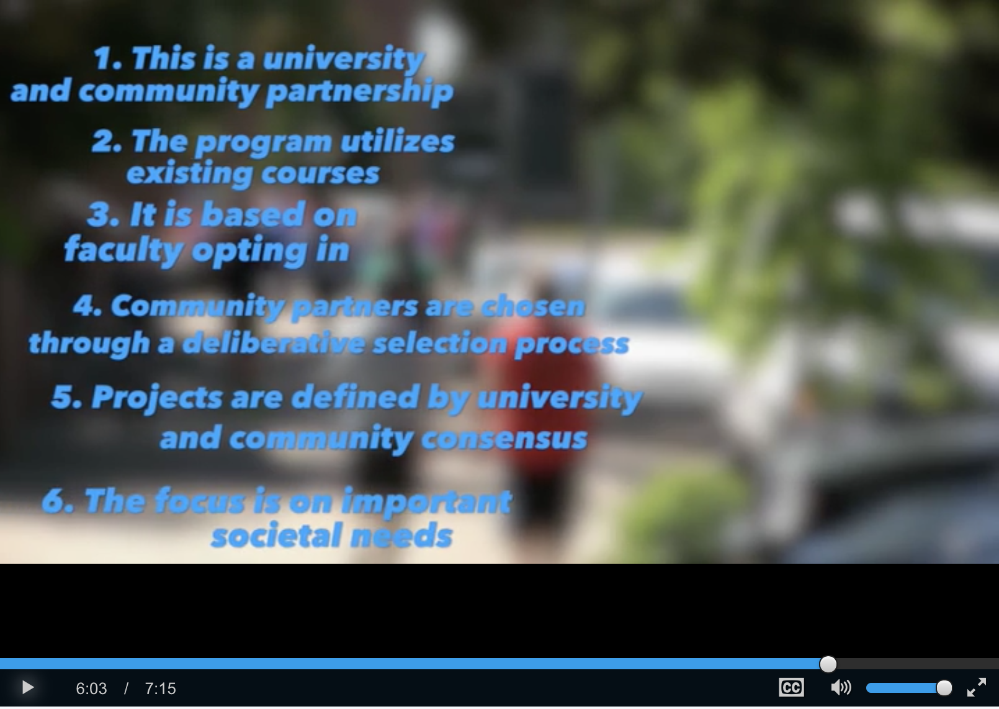 1. This is a university
and community partnership
2. The program utilizes
existing courses
3. It is based on
faculty opting in
4. Community partners are chosen
through a deliberative selection process
5. Projects are defined by university
and community consensus
6. The focus is on important
societal needs
6:03 / 7:15
CC